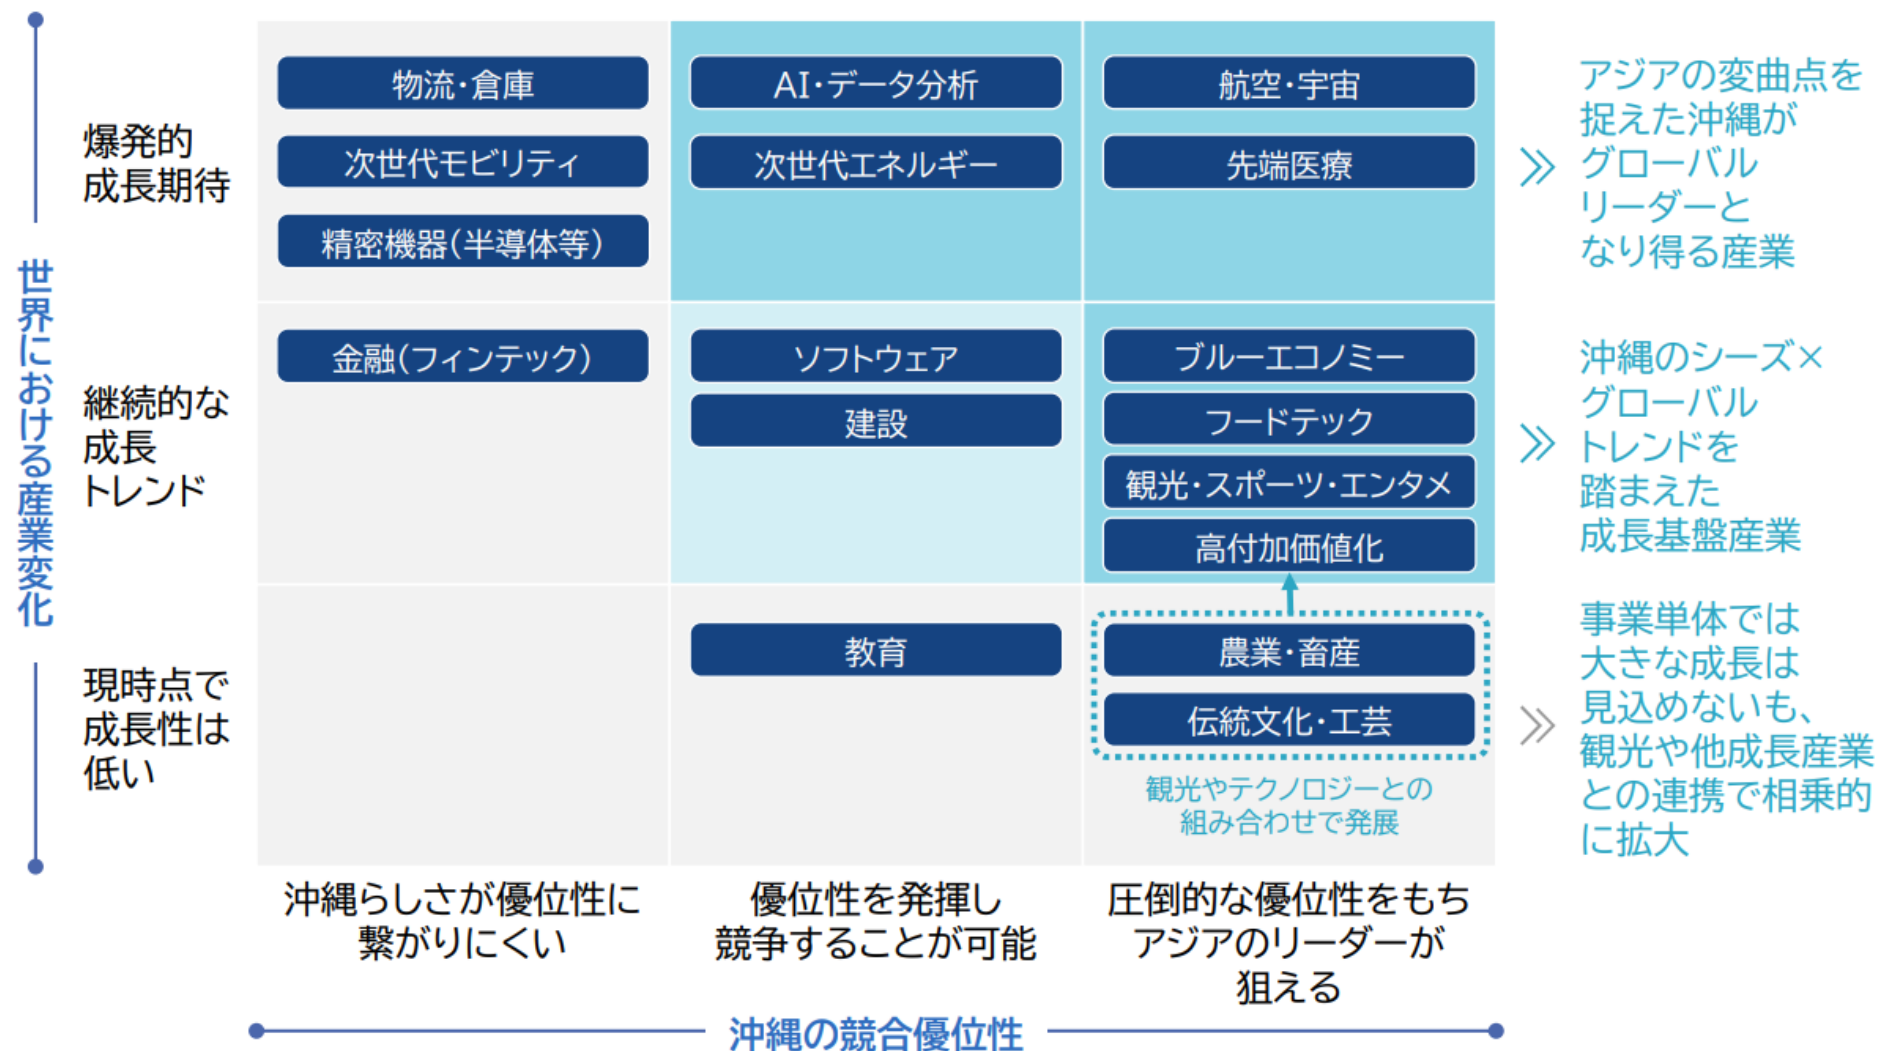 世界における産業変化
爆発的
成長期待
物流・倉庫
次世代モビリティ
精密機器(半導体等)
AI・データ分析
次世代エネルギー
航空・宇宙
先端医療
アジアの変曲点を
捉えた沖縄が
グローバル
リーダーと
なり得る産業
継続的な
成長
トレンド
金融(フィンテック)
ソフトウェア
建設
ブルーエコノミー
フードテック
観光・スポーツ・エンタメ
高付加価値化
沖縄のシーズ×
グローバル
トレンドを
踏まえた
成長基盤産業
現時点で
成長性は
低い
教育
農業・畜産
伝統文化・工芸
観光やテクノロジーとの
組み合わせで発展
事業単体では
大きな成長は
見込めないも、
観光や他成長産業
との連携で相乗的
に拡大
沖縄らしさが優位性に
繋がりにくい
優位性を発揮し
競争することが可能
圧倒的な優位性をもち
アジアのリーダーが
狙える
沖縄の競合優位性